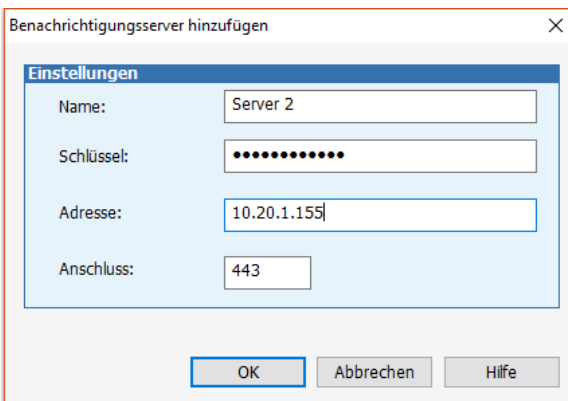 Benachrichtigungsserver hinzufügen
Einstellungen
Name: Server 2
Schlüssel: ●●●●●●●●●●●●
Adresse: 10.20.1.155
Anschluss: 443
OK Abbrechen Hilfe